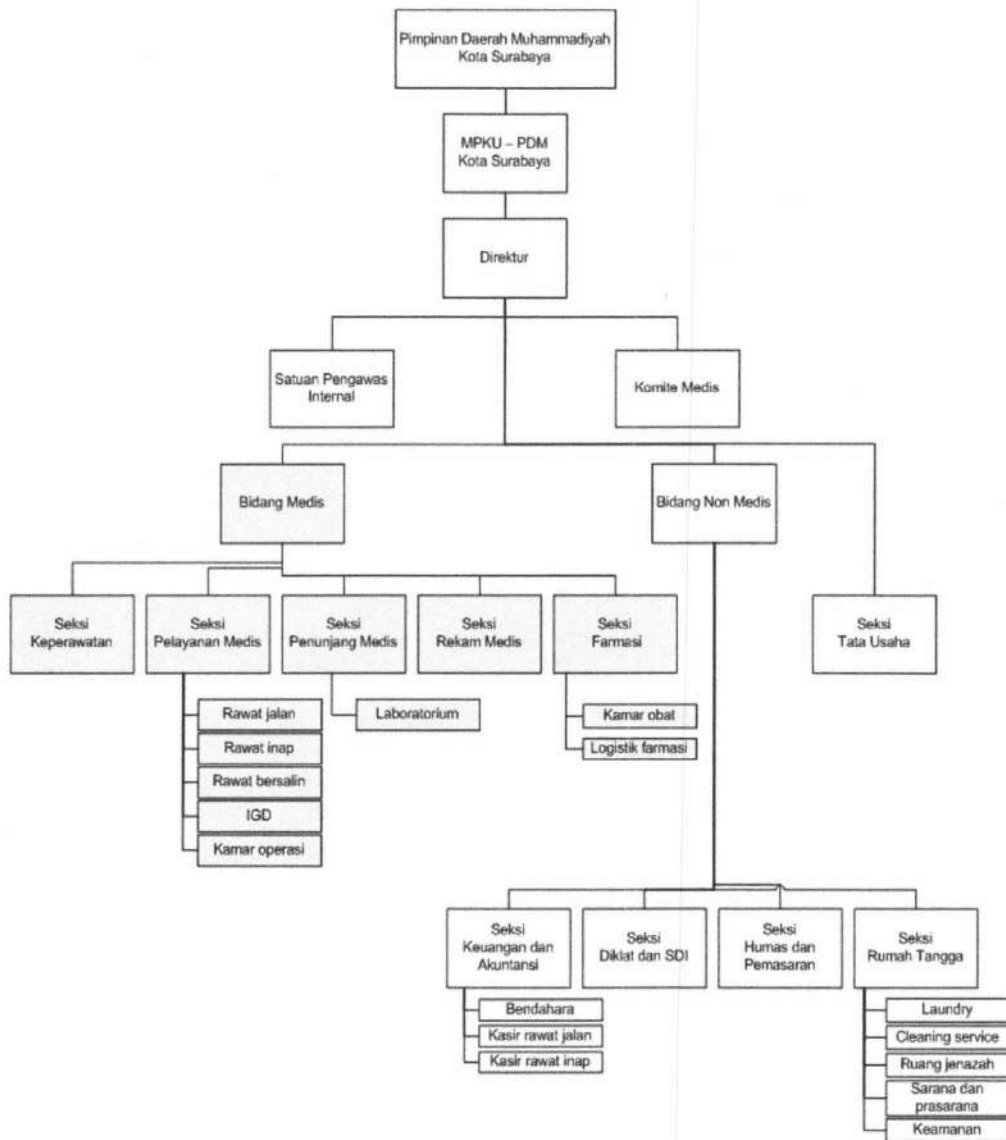 Pimpinan Daerah Muhammadiyah
Kota Surabaya
MPKU – PDM
Kota Surabaya
Direktur
Satuan Pengawas
Internal
Komite Medis
Bidang Medis
Bidang Non Medis
Seksi
Keperawatan
Seksi
Pelayanan Medis
Seksi
Penunjang Medis
Seksi
Rekam Medis
Seksi
Farmasi
Seksi
Tata Usaha
Rawat jalan
Rawat inap
Rawat bersalin
IGD
Kamar operasi
Laboratorium
Kamar obat
Logistik farmasi
Seksi
Keuangan dan
Akuntansi
Seksi
Diklat dan SDI
Seksi
Humas dan
Pemasaran
Seksi
Rumah Tangga
Bendahara
Kasir rawat jalan
Kasir rawat inap
Laundry
Cleaning service
Ruang jenazah
Sarana dan
prasarana
Keamanan